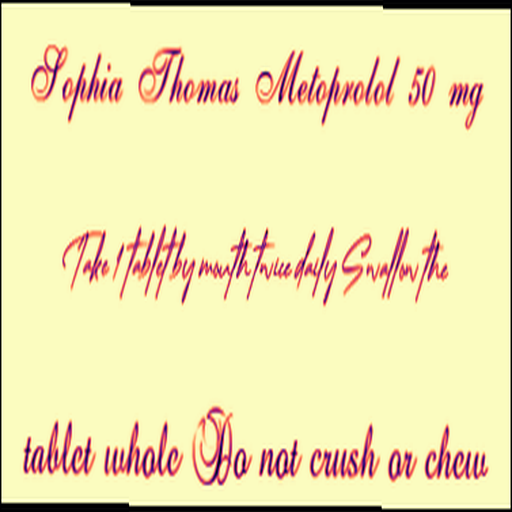 Sophia Thomas Metoprolol 50 mg
Take 1 tablet by mouth twice daily Swallow the
tablet whole Do not crush or chew